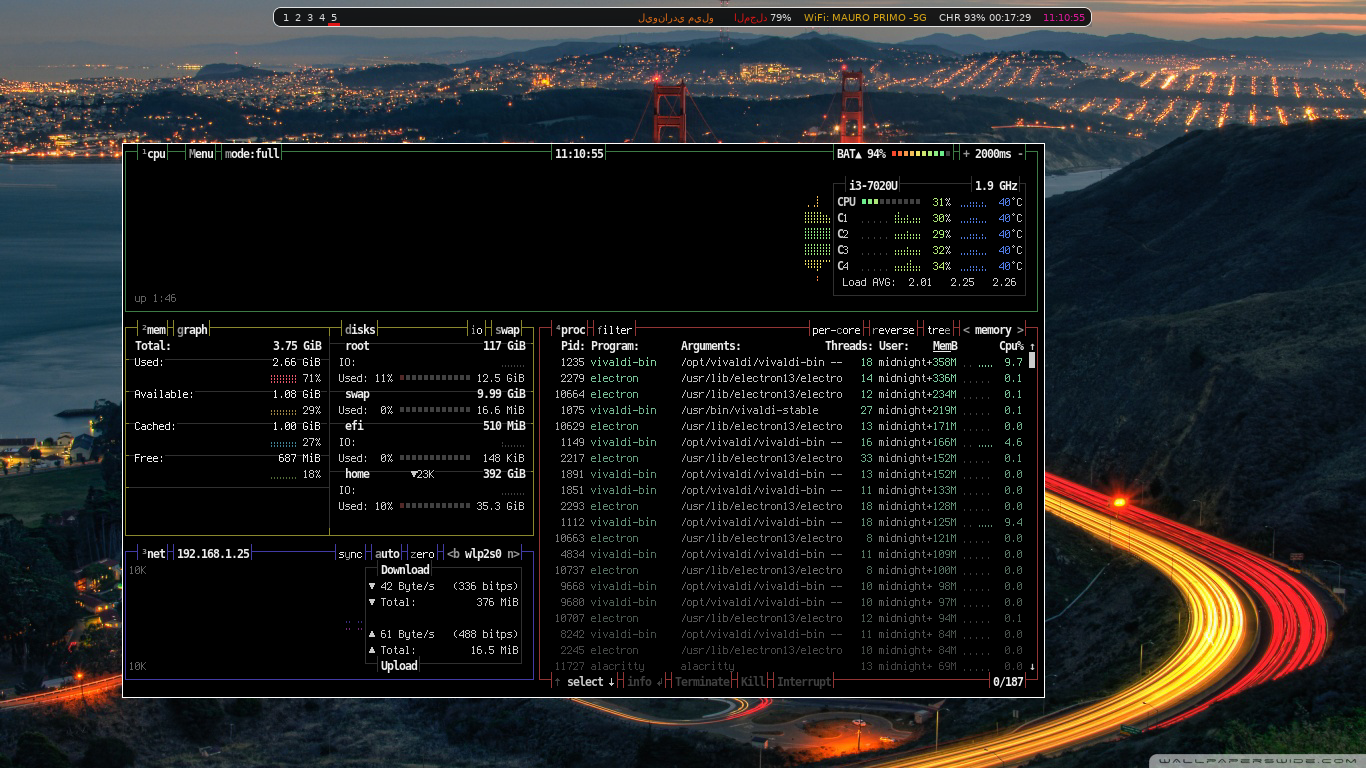 1 2 3 4 5 ليوناردي ميلو المجلد 79% WiFi: MAURO PRIMO -5G CHR 93% 00:17:29 11:10:55
¹cpu Menu mode:full 11:10:55 BAT▲ 94% + 2000ms -
i3-7020U 1.9 GHz
CPU 31% 40°C
C1 30% 40°C
C2 29% 40°C
C3 32% 40°C
C4 34% 40°C
Load AVG: 2.01 2.25 2.26
up 1:46
²mem graph
Total: 3.75 GiB
Used: 2.66 GiB
71%
Available: 1.08 GiB
29%
Cached: 1.00 GiB
27%
Free: 687 MiB
18%
disks io swap
root 117 GiB
IO:
Used: 11% 12.5 GiB
swap 9.99 GiB
Used: 0% 16.6 MiB
efi 510 MiB
IO:
Used: 0% 148 KiB
home ▼23K 392 GiB
IO:
Used: 10% 35.3 GiB
³net 192.168.1.25 sync auto zero <b wlp2s0 n>
10K
Download
▼ 42 Byte/s (336 bitps)
▼ Total: 376 MiB
▲ 61 Byte/s (488 bitps)
▲ Total: 16.5 MiB
Upload
10K
⁴proc filter per-core reverse tree < memory >
Pid: Program: Arguments: Threads: User: MemB Cpu% ↑
1235 vivaldi-bin /opt/vivaldi/vivaldi-bin -- 18 midnight+358M 9.7
2279 electron /usr/lib/electron13/electro 14 midnight+336M 0.1
10664 electron /usr/lib/electron13/electro 12 midnight+234M 0.1
1075 vivaldi-bin /usr/bin/vivaldi-stable 27 midnight+219M 0.1
10629 electron /usr/lib/electron13/electro 13 midnight+171M 0.0
1149 vivaldi-bin /opt/vivaldi/vivaldi-bin -- 16 midnight+166M 4.6
2217 electron /usr/lib/electron13/electro 33 midnight+152M 0.1
1891 vivaldi-bin /opt/vivaldi/vivaldi-bin -- 13 midnight+152M 0.0
1851 vivaldi-bin /opt/vivaldi/vivaldi-bin -- 11 midnight+133M 0.0
2293 electron /usr/lib/electron13/electro 18 midnight+128M 0.0
1112 vivaldi-bin /opt/vivaldi/vivaldi-bin -- 18 midnight+125M 9.4
10663 electron /usr/lib/electron13/electro 8 midnight+121M 0.0
4834 vivaldi-bin /opt/vivaldi/vivaldi-bin -- 11 midnight+109M 0.0
10737 electron /usr/lib/electron13/electro 8 midnight+100M 0.0
9668 vivaldi-bin /opt/vivaldi/vivaldi-bin -- 10 midnight+ 98M 0.0
9680 vivaldi-bin /opt/vivaldi/vivaldi-bin -- 10 midnight+ 97M 0.0
10707 electron /usr/lib/electron13/electro 12 midnight+ 94M 0.1
8242 vivaldi-bin /opt/vivaldi/vivaldi-bin -- 11 midnight+ 84M 0.0
2245 electron /usr/lib/electron13/electro 10 midnight+ 84M 0.0
11727 alacritty alacritty 13 midnight+ 69M 0.0 ↓
↑ select ↓ info ↲ Terminate Kill Interrupt 0/187
WALLPAPERSWIDE.COM